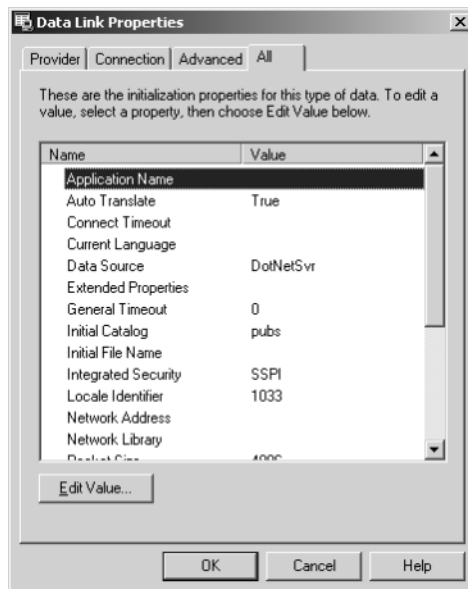 Data Link Properties
Provider Connection Advanced All
These are the initialization properties for this type of data. To edit a
value, select a property, then choose Edit Value below.
Name Value
Application Name
Auto Translate True
Connect Timeout
Current Language
Data Source DotNetSvr
Extended Properties
General Timeout 0
Initial Catalog pubs
Initial File Name
Integrated Security SSPI
Locale Identifier 1033
Network Address
Network Library
Packet Size 4096
Edit Value...
OK Cancel Help